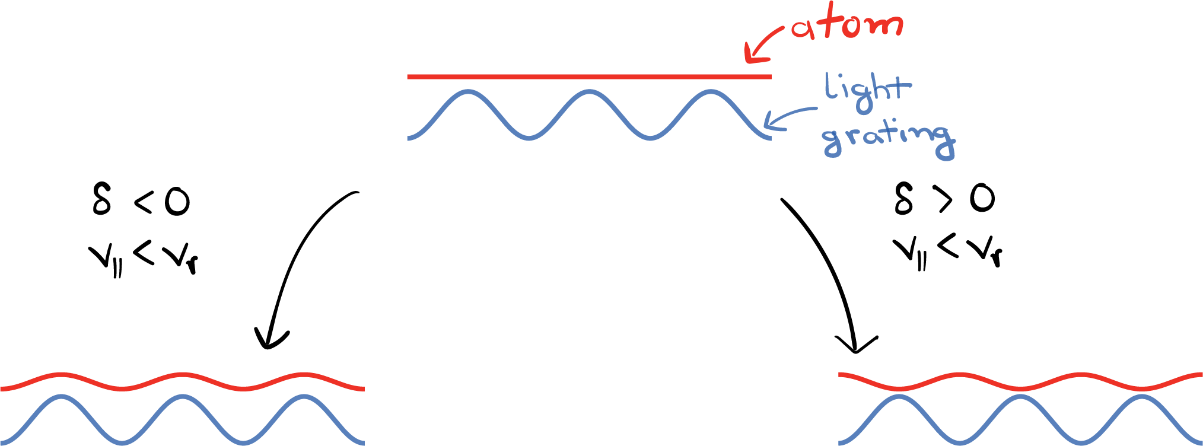 atom
light
grating
δ < 0
v|| < vr
δ > 0
v|| < vr